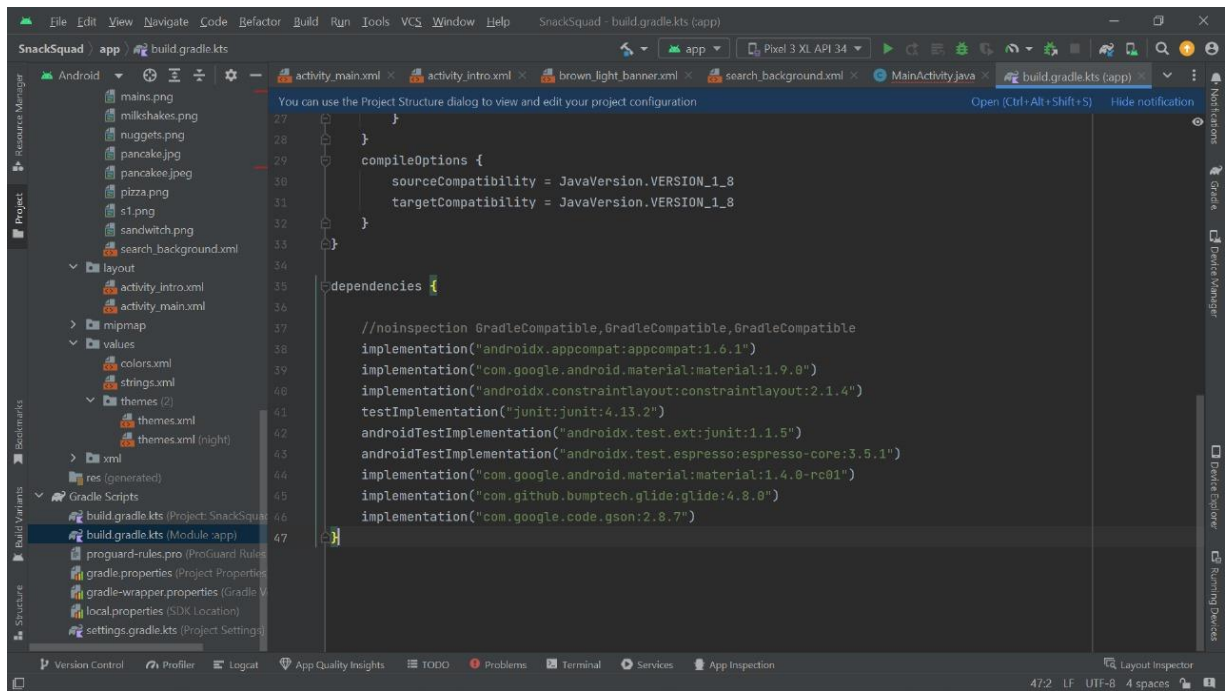 File Edit View Navigate Code Refactor Build Run Tools VCS Window Help SnackSquad - build.gradle.kts (:app)
SnackSquad app build.gradle.kts
app Pixel 3 XL API 34
Android
activity_main.xml activity_intro.xml brown_light_banner.xml search_background.xml MainActivity.java build.gradle.kts (:app)
You can use the Project Structure dialog to view and edit your project configuration Open (Ctrl+Alt+Shift+S) Hide notification
Resource Manager
Project
Bookmarks
Build Variants
Structure
mains.png
milkshakes.png
nuggets.png
pancake.jpg
pancakee.jpeg
pizza.png
s1.png
sandwitch.png
search_background.xml
layout
activity_intro.xml
activity_main.xml
mipmap
values
colors.xml
strings.xml
themes (2)
themes.xml
themes.xml (night)
xml
res (generated)
Gradle Scripts
build.gradle.kts (Project: SnackSquad
build.gradle.kts (Module :app)
proguard-rules.pro (ProGuard Rules
gradle.properties (Project Properties
gradle-wrapper.properties (Gradle V
local.properties (SDK Location)
settings.gradle.kts (Project Settings)
27 }
28 }
29 compileOptions {
30 sourceCompatibility = JavaVersion.VERSION_1_8
31 targetCompatibility = JavaVersion.VERSION_1_8
32 }
33 }
34
35 dependencies {
36
37 //noinspection GradleCompatible,GradleCompatible,GradleCompatible
38 implementation("androidx.appcompat:appcompat:1.6.1")
39 implementation("com.google.android.material:material:1.9.0")
40 implementation("androidx.constraintlayout:constraintlayout:2.1.4")
41 testImplementation("junit:junit:4.13.2")
42 androidTestImplementation("androidx.test.ext:junit:1.1.5")
43 androidTestImplementation("androidx.test.espresso:espresso-core:3.5.1")
44 implementation("com.google.android.material:material:1.4.0-rc01")
45 implementation("com.github.bumptech.glide:glide:4.8.0")
46 implementation("com.google.code.gson:2.8.7")
47 }
Notifications
Gradle
Device Manager
Device Explorer
Running Devices
Version Control Profiler Logcat App Quality Insights TODO Problems Terminal Services App Inspection Layout Inspector
47:2 LF UTF-8 4 spaces